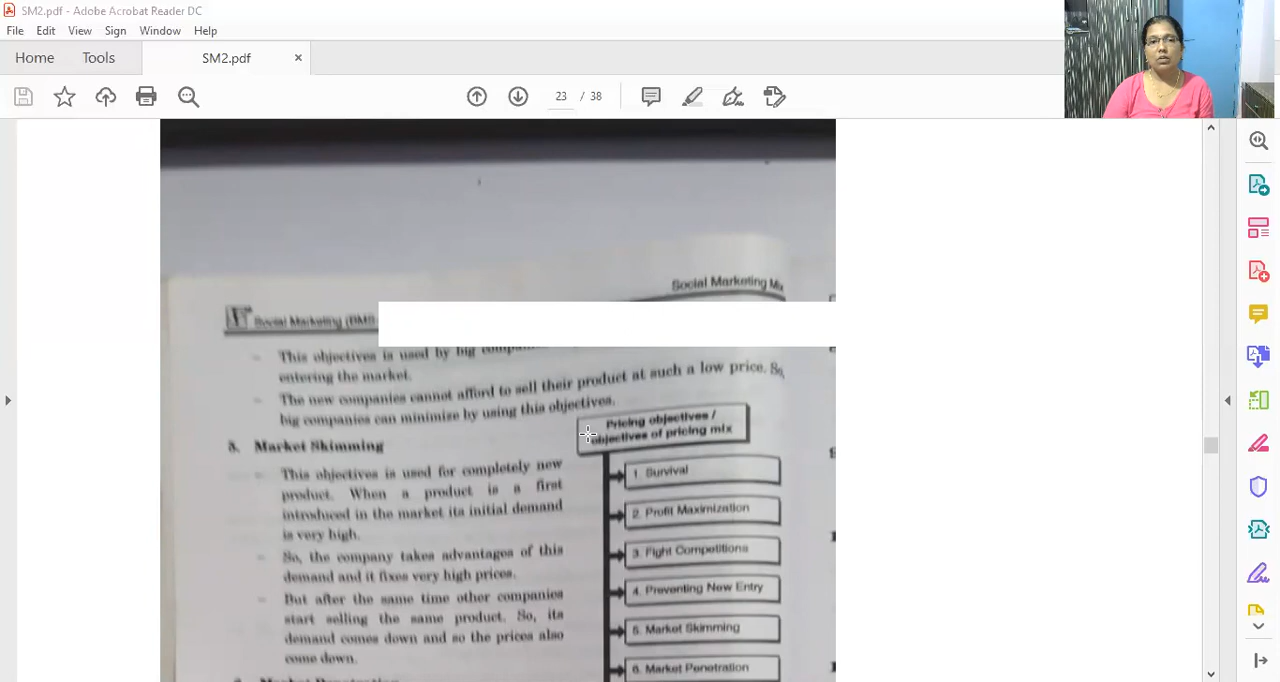 SM2.pdf - Adobe Acrobat Reader DC
File Edit View Sign Window Help
Home Tools SM2.pdf ×
23 / 38
Social Marketing Mix
Social Marketing (BMS
- This objectives is used by big
entering the market.
- The new companies cannot afford to sell their product at such a low price. So,
big companies can minimize by using this objectives.
5. Market Skimming
- This objectives is used for completely new
product. When a product is a first
introduced in the market its initial demand
is very high.
- So, the company takes advantages of this
demand and it fixes very high prices.
- But after the same time other companies
start selling the same product. So, its
demand comes down and so the prices also
come down.
Pricing objectives /
objectives of pricing mix
1. Survival
2. Profit Maximization
3. Fight Competitions
4. Preventing New Entry
5. Market Skimming
6. Market Penetration